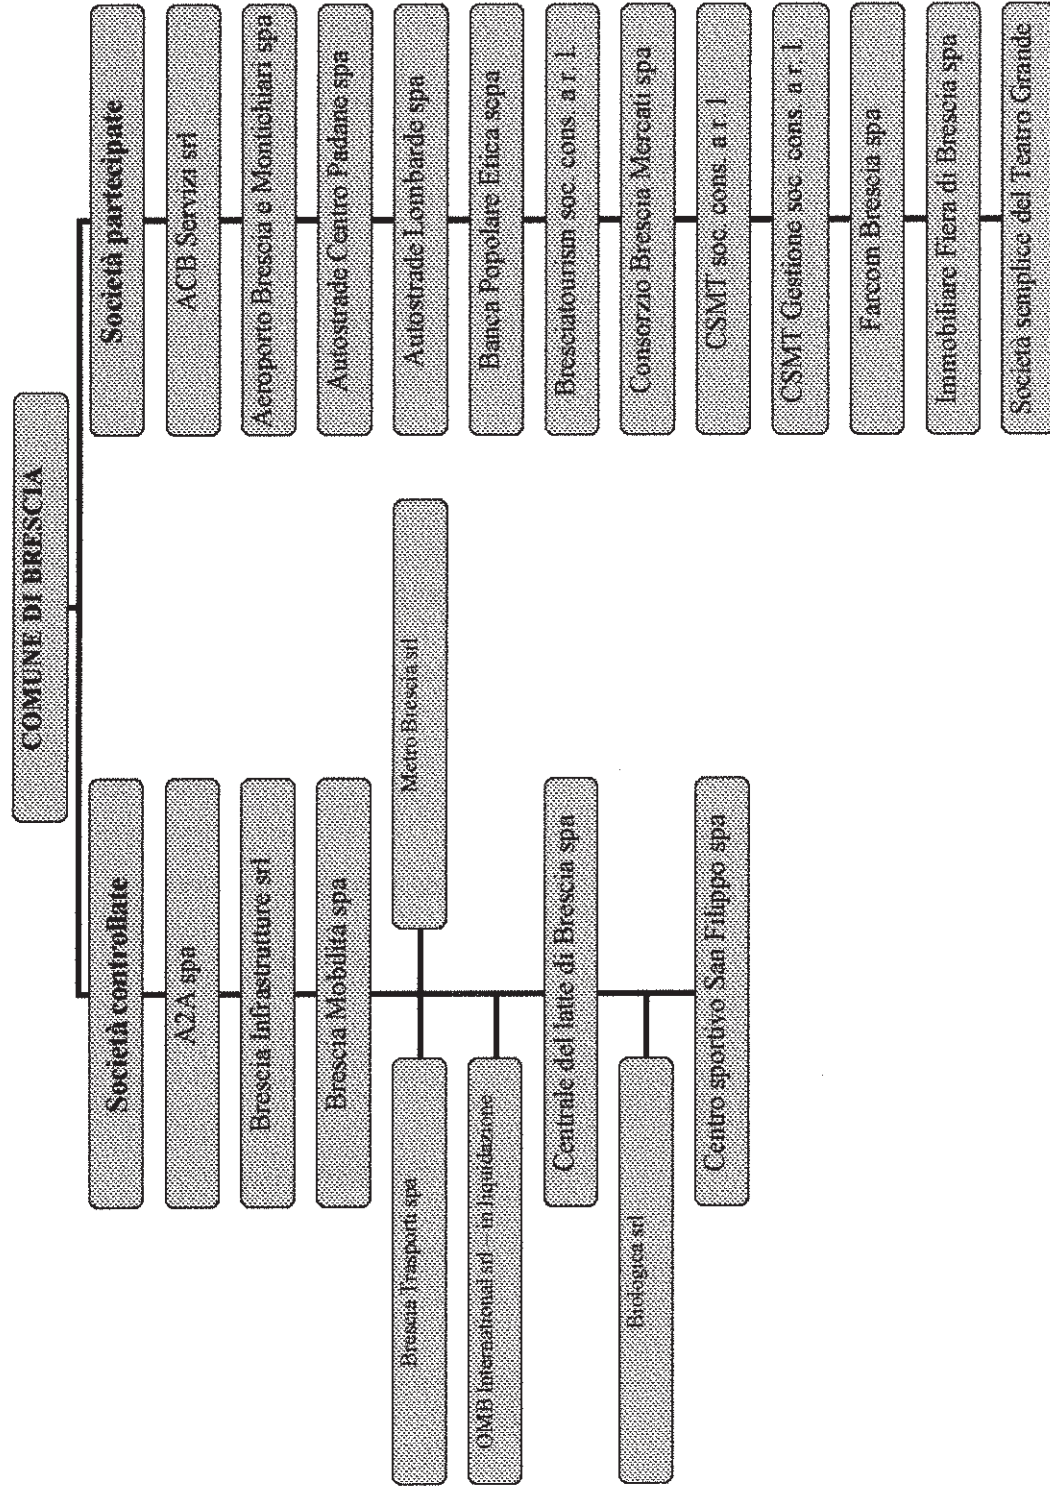 COMUNE DI BRESCIA
Società controllate
A2A spa
Brescia Infrastrutture srl
Brescia Mobilità spa
Metro Brescia srl
Brescia Trasporti spa
OMB International srl – in liquidazione
Centrale del latte di Brescia spa
Biologica srl
Centro sportivo San Filippo spa
Società partecipate
ACB Servizi srl
Aeroporto Brescia e Montichiari spa
Autostrade Centro Padane spa
Autostrade Lombarde spa
Banca Popolare Etica scpa
Bresciatourism soc. cons. a r. l.
Consorzio Brescia Mercati spa
CSMT soc. cons. a r. l.
CSMT Gestione soc. cons. a r. l.
Farcom Brescia spa
Immobiliare Fiera di Brescia spa
Società semplice del Teatro Grande